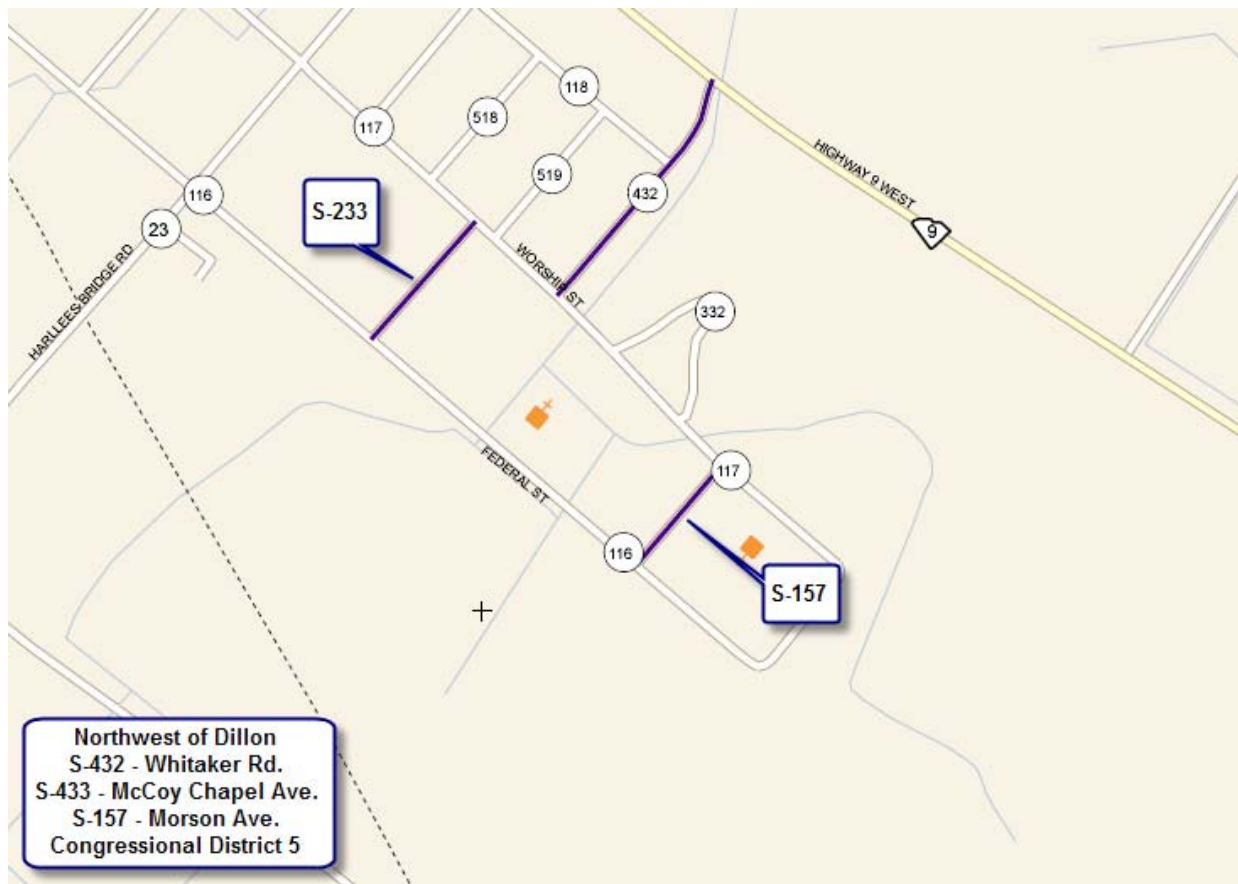 118
117
518
HIGHWAY 9 WEST
519
116
432
S-233
23
9
WORSHIP ST
HARLLEES BRIDGE RD
332
FEDERAL ST
117
116
S-157
Northwest of Dillon
S-432 - Whitaker Rd.
S-433 - McCoy Chapel Ave.
S-157 - Morson Ave.
Congressional District 5